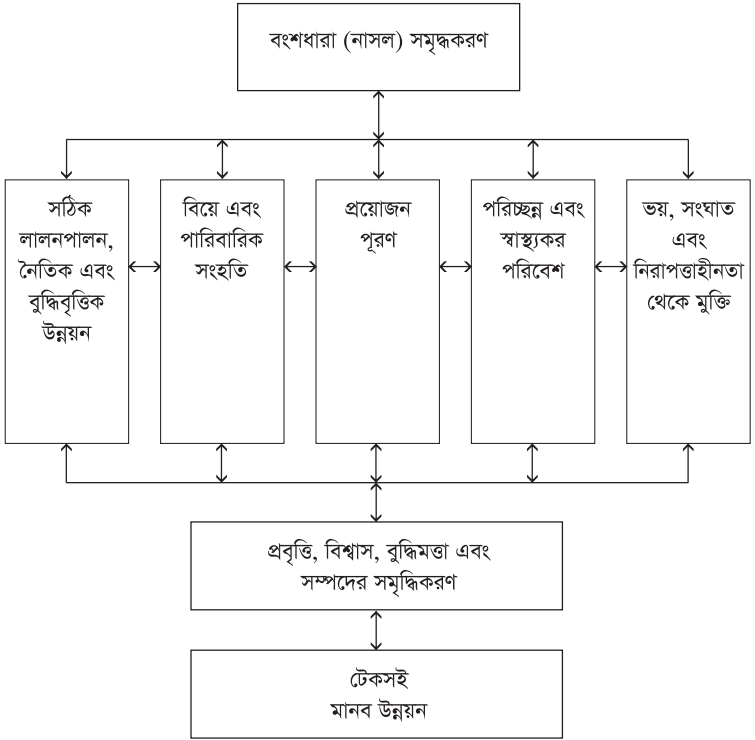 বংশধারা (নাসল) সমৃদ্ধকরণ
সঠিক
লালনপালন,
নৈতিক এবং
বুদ্ধিবৃত্তিক
উন্নয়ন
বিয়ে এবং
পারিবারিক
সংহতি
প্রয়োজন
পূরণ
পরিচ্ছন্ন এবং
স্বাস্থ্যকর
পরিবেশ
ভয়, সংঘাত
এবং
নিরাপত্তাহীনতা
থেকে মুক্তি
প্রবৃত্তি, বিশ্বাস, বুদ্ধিমত্তা এবং
সম্পদের সমৃদ্ধিকরণ
টেকসই
মানব উন্নয়ন